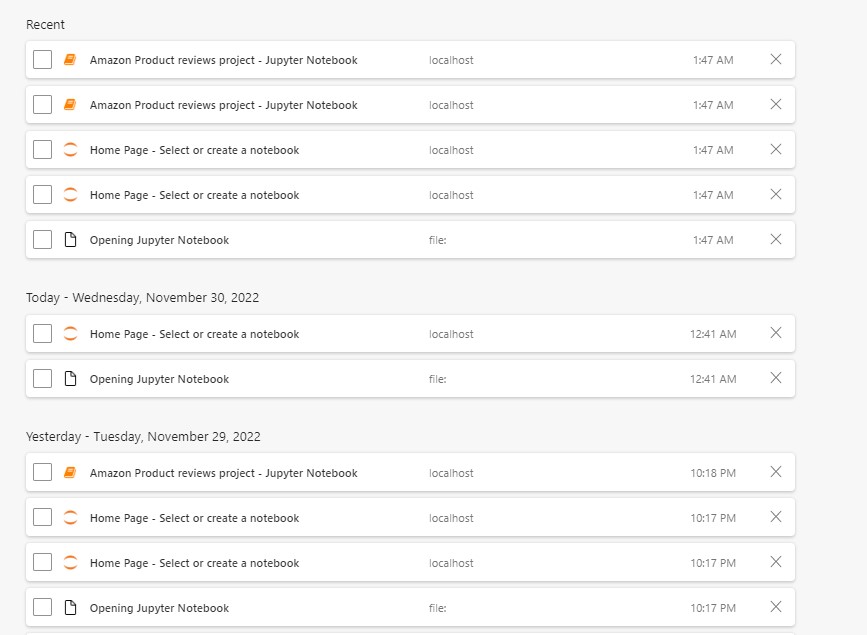 Recent
Amazon Product reviews project - Jupyter Notebook localhost 1:47 AM
Amazon Product reviews project - Jupyter Notebook localhost 1:47 AM
Home Page - Select or create a notebook localhost 1:47 AM
Home Page - Select or create a notebook localhost 1:47 AM
Opening Jupyter Notebook file: 1:47 AM
Today - Wednesday, November 30, 2022
Home Page - Select or create a notebook localhost 12:41 AM
Opening Jupyter Notebook file: 12:41 AM
Yesterday - Tuesday, November 29, 2022
Amazon Product reviews project - Jupyter Notebook localhost 10:18 PM
Home Page - Select or create a notebook localhost 10:17 PM
Home Page - Select or create a notebook localhost 10:17 PM
Opening Jupyter Notebook file: 10:17 PM